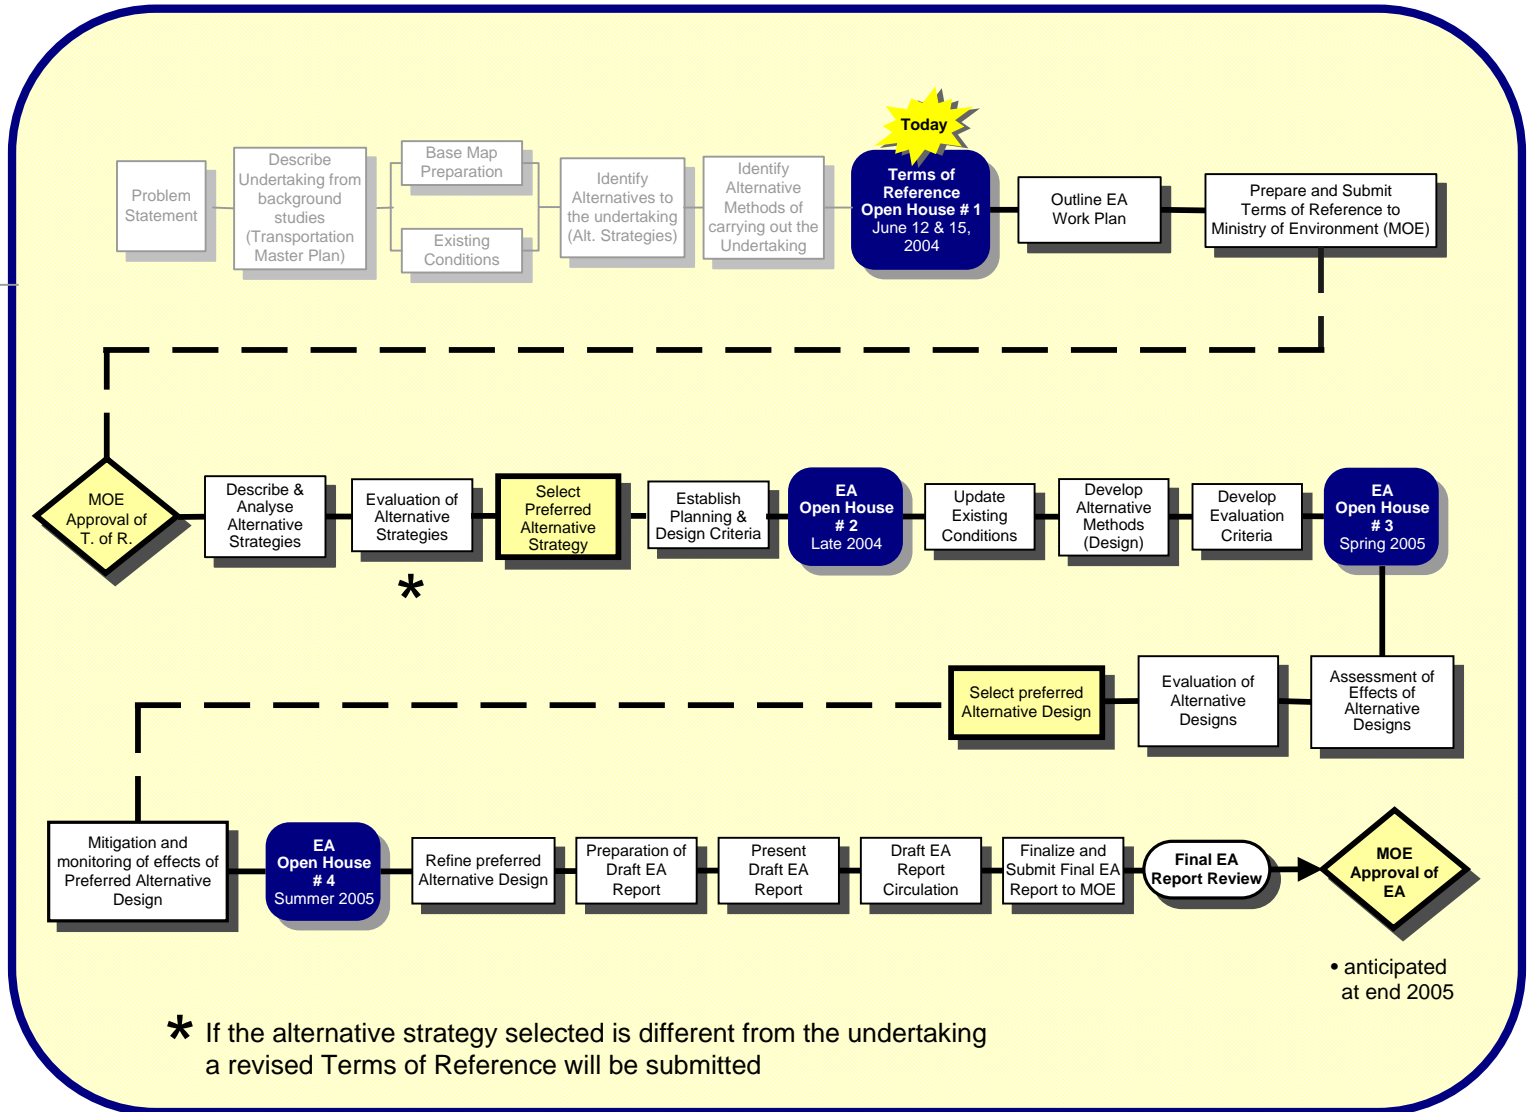 Today
Problem
Statement
Describe
Undertaking from
background
studies
(Transportation
Master Plan)
Base Map
Preparation
Existing
Conditions
Identify
Alternatives to
the undertaking
(Alt. Strategies)
Identify
Alternative
Methods of
carrying out the
Undertaking
Terms of
Reference
Open House # 1
June 12 & 15,
2004
Outline EA
Work Plan
Prepare and Submit
Terms of Reference to
Ministry of Environment (MOE)
MOE
Approval of
T. of R.
Describe &
Analyse
Alternative
Strategies
Evaluation of
Alternative
Strategies
*
Select
Preferred
Alternative
Strategy
Establish
Planning &
Design Criteria
EA
Open House
# 2
Late 2004
Update
Existing
Conditions
Develop
Alternative
Methods
(Design)
Develop
Evaluation
Criteria
EA
Open House
# 3
Spring 2005
Select preferred
Alternative Design
Evaluation of
Alternative
Designs
Assessment of
Effects of
Alternative
Designs
Mitigation and
monitoring of effects of
Preferred Alternative
Design
EA
Open House
# 4
Summer 2005
Refine preferred
Alternative Design
Preparation of
Draft EA
Report
Present
Draft EA
Report
Draft EA
Report
Circulation
Finalize and
Submit Final EA
Report to MOE
Final EA
Report Review
MOE
Approval of
EA
• anticipated
at end 2005
* If the alternative strategy selected is different from the undertaking
a revised Terms of Reference will be submitted